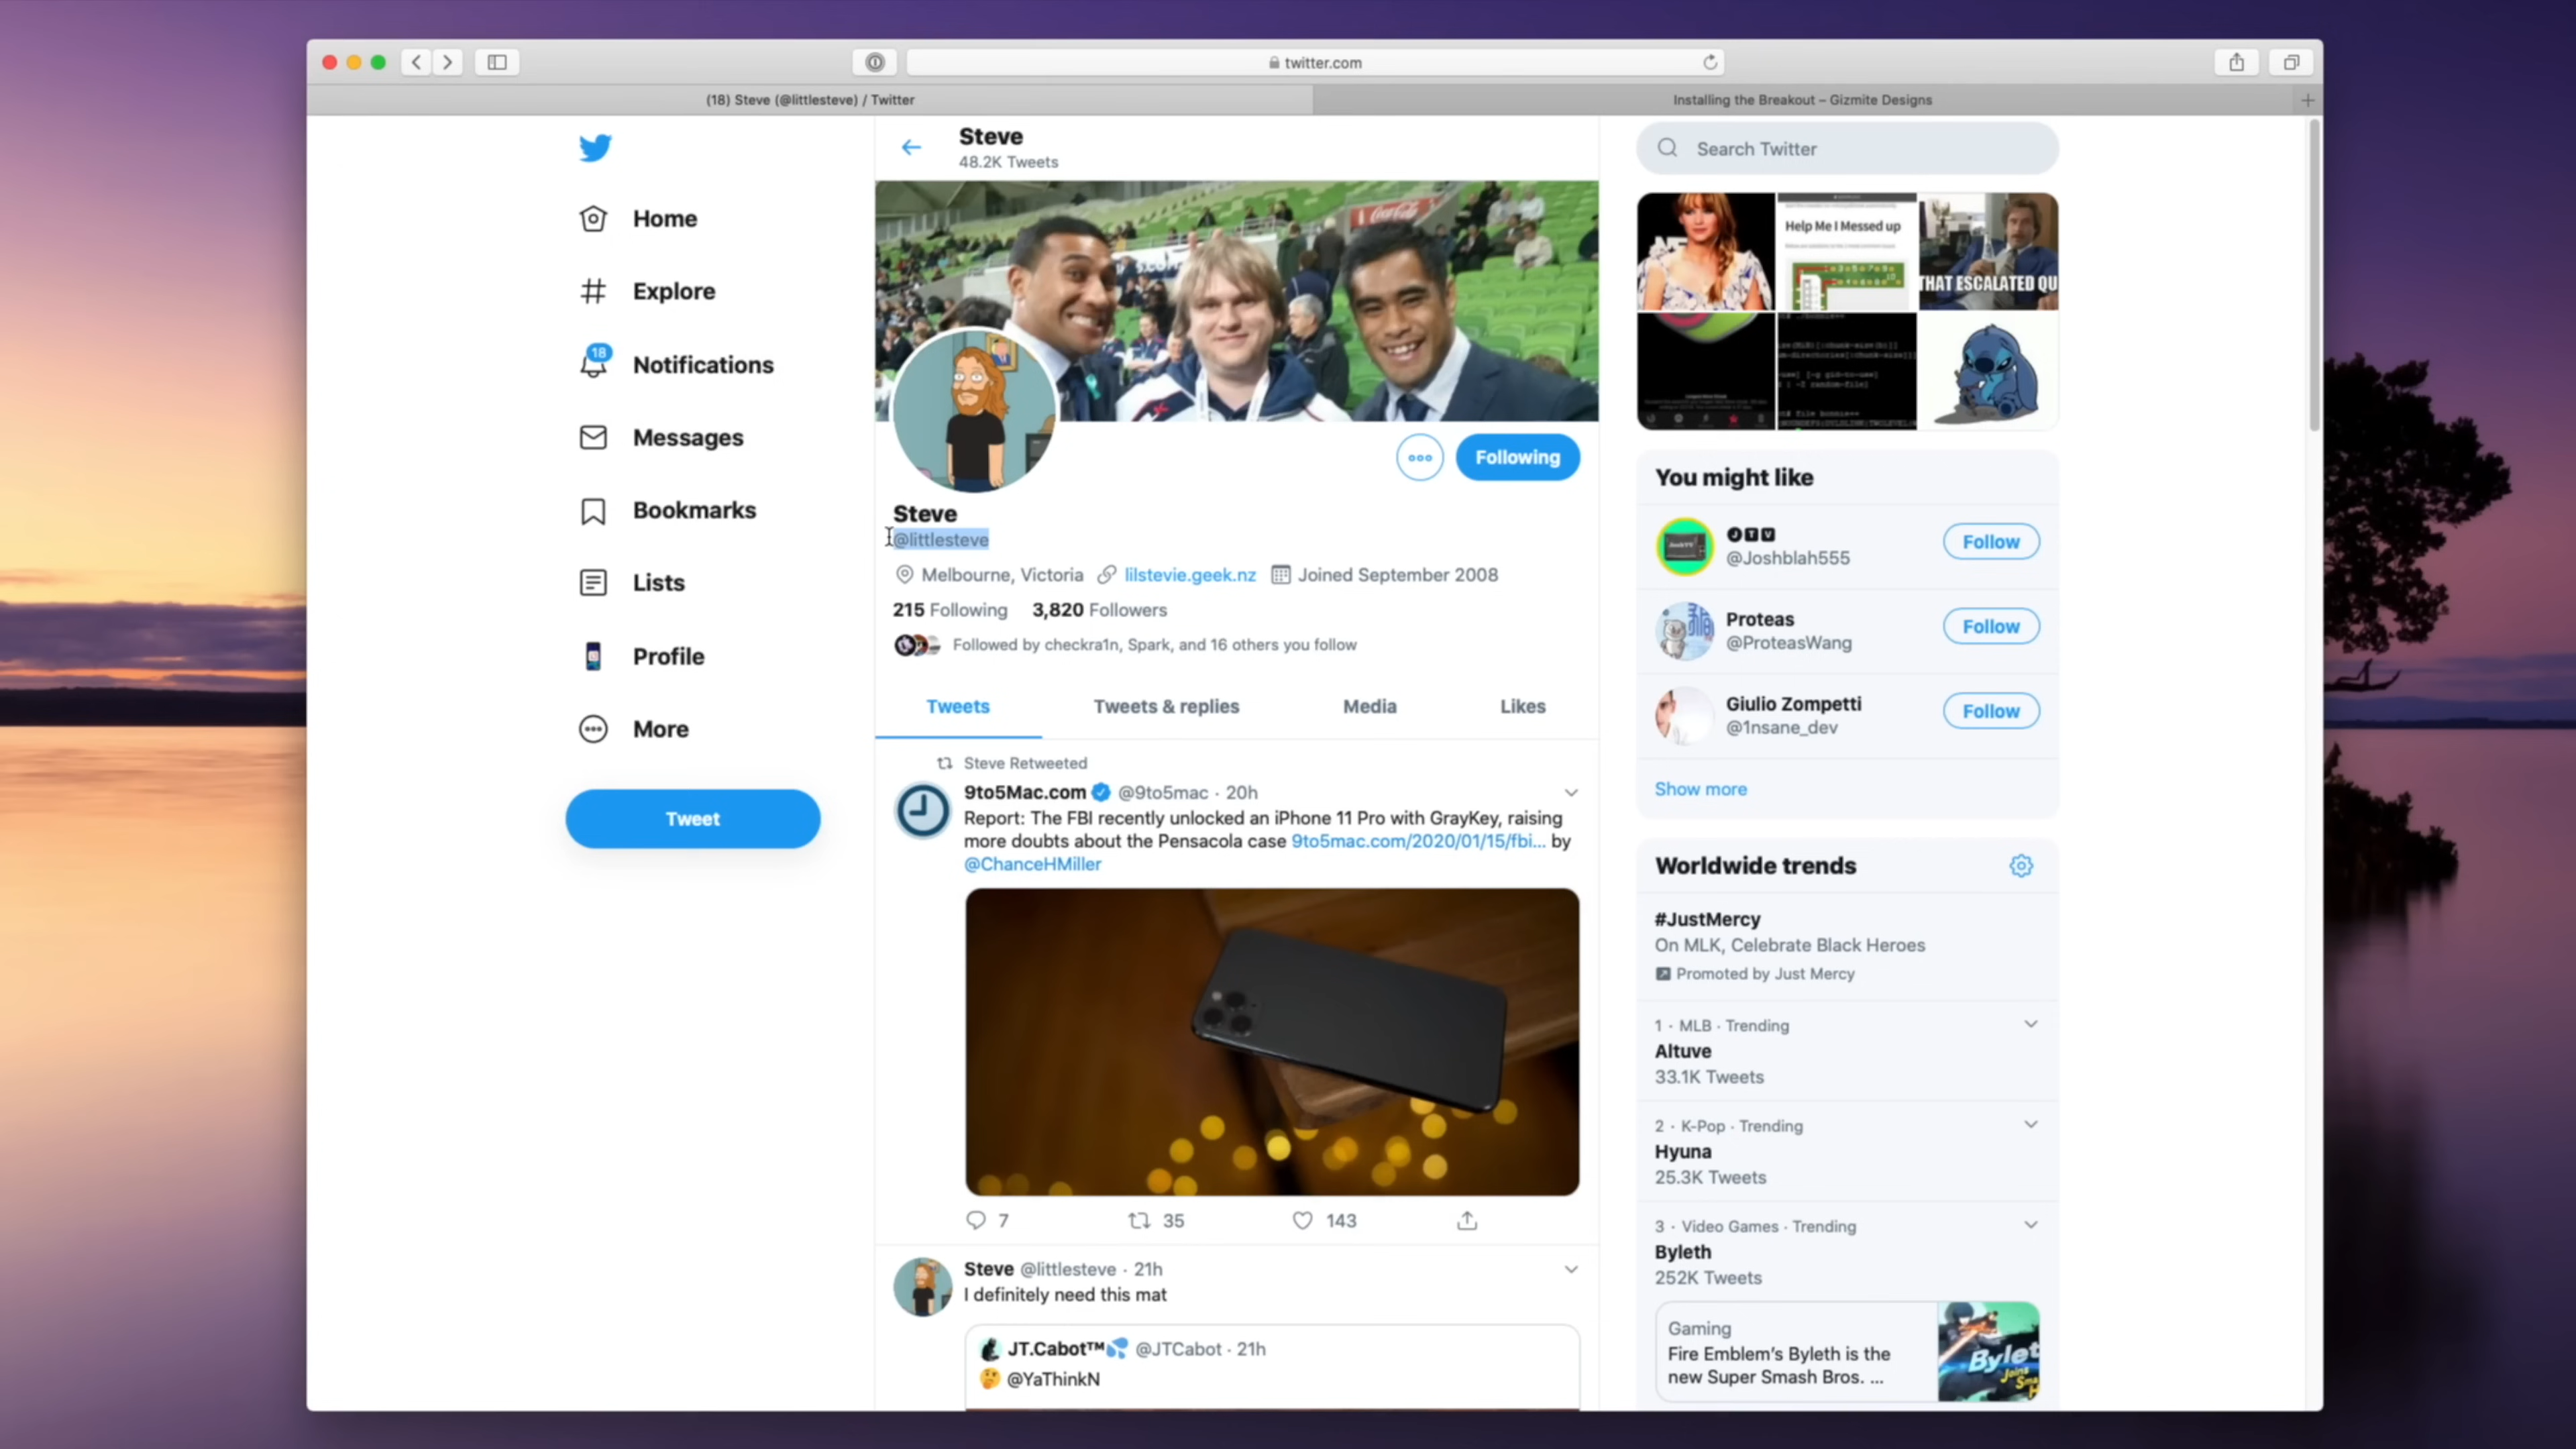 twitter.com
(18) Steve (@littlesteve) / Twitter
Installing the Breakout – Gizmite Designs
Home
Explore
18
Notifications
Messages
Bookmarks
Lists
Profile
More
Tweet
Steve
48.2K Tweets
Coca-Cola
Following
Steve
@littlesteve
Melbourne, Victoria lilstevie.geek.nz Joined September 2008
215 Following 3,820 Followers
Followed by checkra1n, Spark, and 16 others you follow
Tweets Tweets & replies Media Likes
Steve Retweeted
9to5Mac.com @9to5mac · 20h
Report: The FBI recently unlocked an iPhone 11 Pro with GrayKey, raising
more doubts about the Pensacola case 9to5mac.com/2020/01/15/fbi... by
@ChanceHMiller
7 35 143
Steve @littlesteve · 21h
I definitely need this mat
JT.Cabot™💦 @JTCabot · 21h
🤔 @YaThinkN
Search Twitter
Help Me I Messed up
THAT ESCALATED QU
You might like
JTV
@Joshblah555
Follow
Proteas
@ProteasWang
Follow
Giulio Zompetti
@1nsane_dev
Follow
Show more
Worldwide trends
#JustMercy
On MLK, Celebrate Black Heroes
Promoted by Just Mercy
1 · MLB · Trending
Altuve
33.1K Tweets
2 · K-Pop · Trending
Hyuna
25.3K Tweets
3 · Video Games · Trending
Byleth
252K Tweets
Gaming
Fire Emblem's Byleth is the
new Super Smash Bros. ...
Bylet
Joins